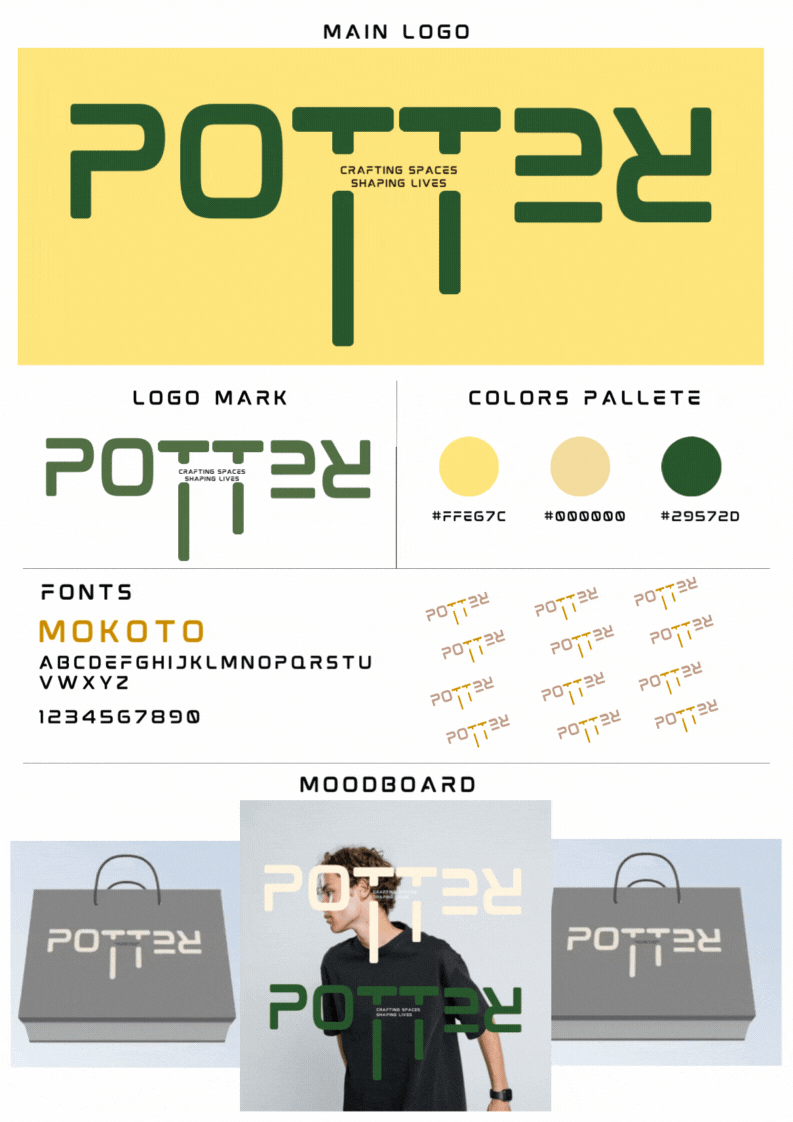 MAIN LOGO
POTTER
CRAFTING SPACES
SHAPING LIVES
LOGO MARK
COLORS PALLETE
POTTER
CRAFTING SPACES
SHAPING LIVES
#FFE67C
#000000
#29572D
FONTS
MOKOTO
ABCDEFGHIJKLMNOPQRSTU
VWXYZ
1234567890
POTTER POTTER POTTER
POTTER POTTER POTTER
POTTER POTTER POTTER
POTTER POTTER POTTER
MOODBOARD
POTTER
CRAFTING SPACES
SHAPING LIVES
POTTER
POTTER
POTTER
CRAFTING SPACES
SHAPING LIVES